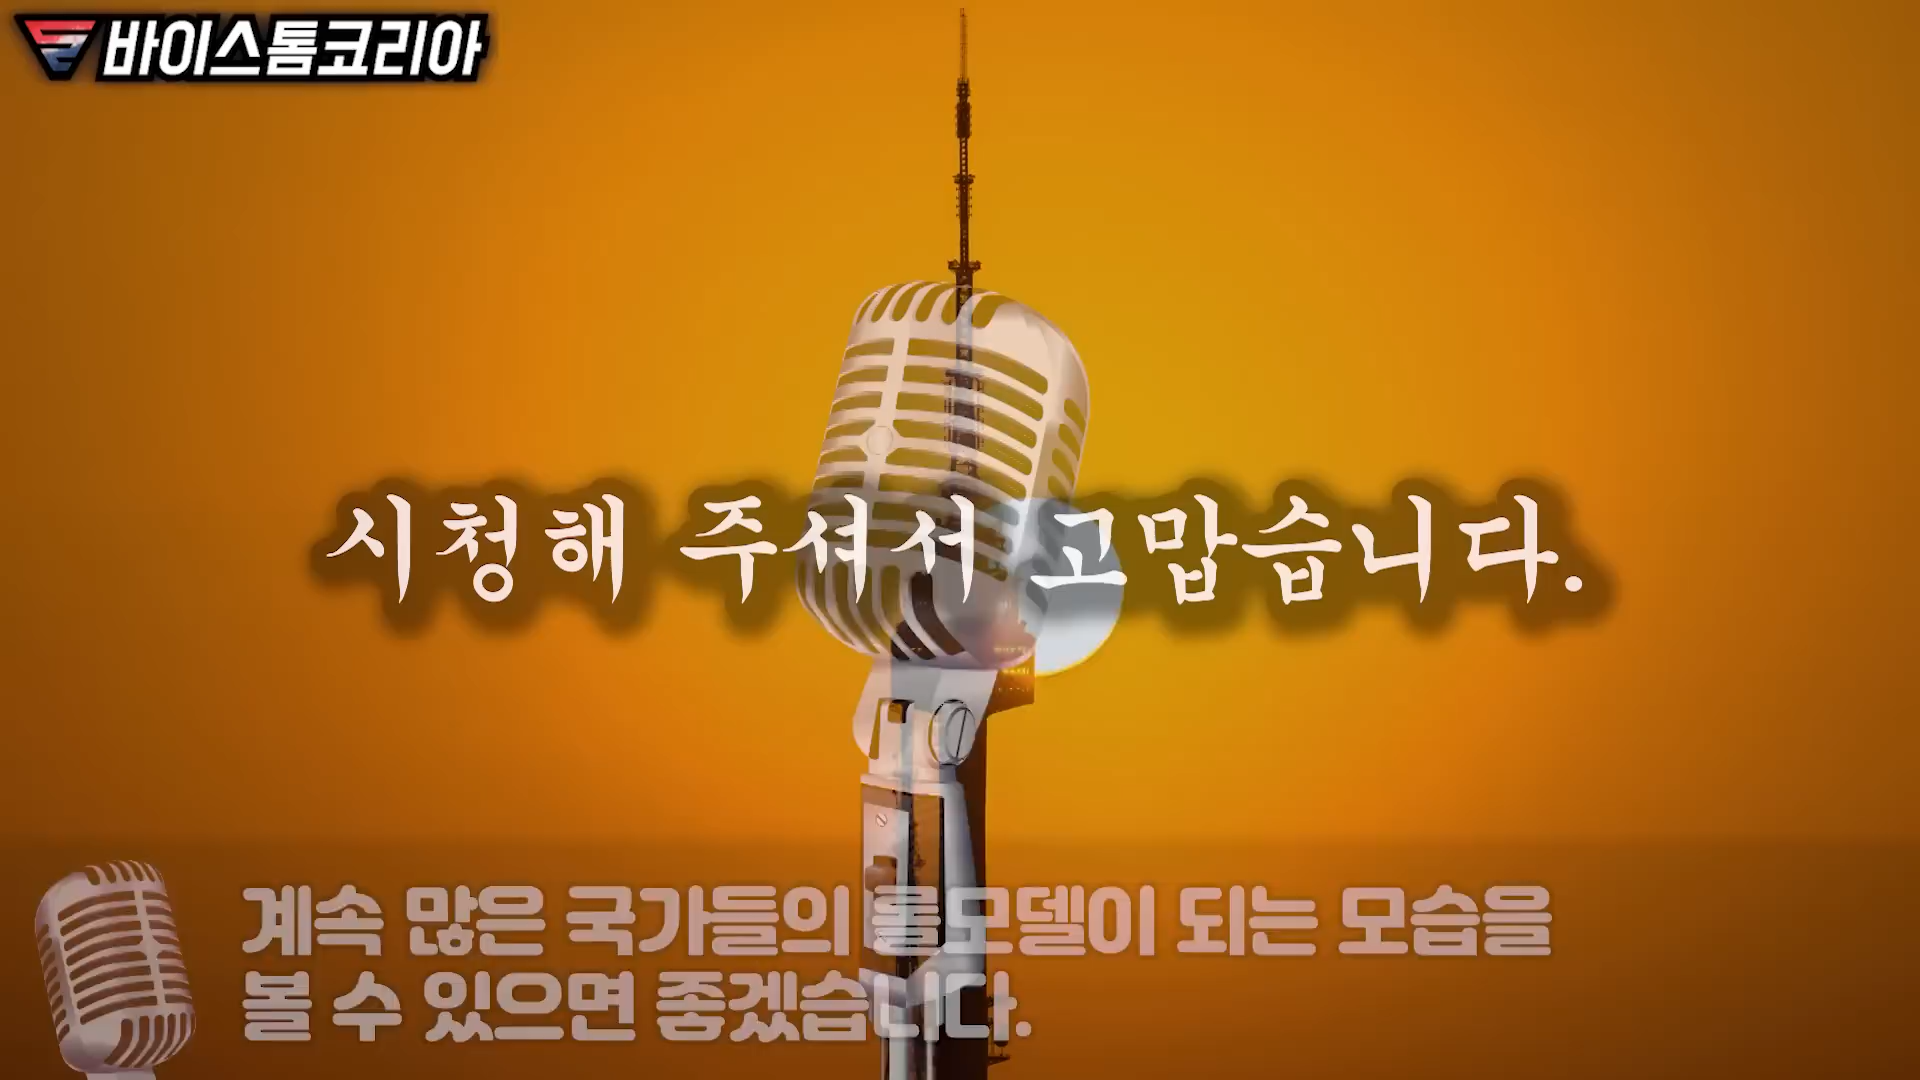 바이스톰코리아
시청해 주셔서 고맙습니다.
계속 많은 국가들의 롤모델이 되는 모습을
볼 수 있으면 좋겠습니다.